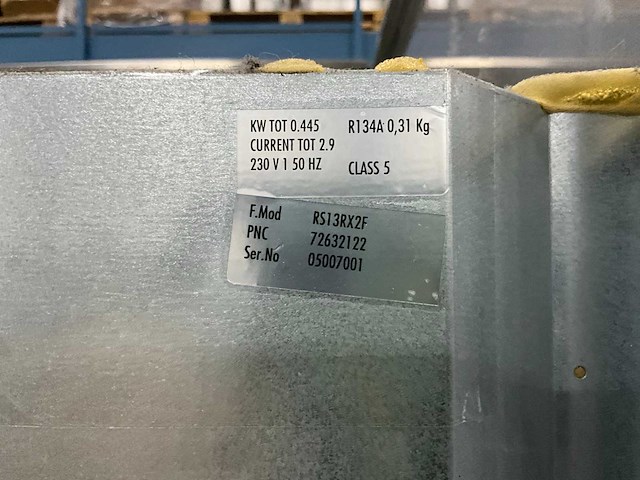 KW TOT 0.445 R134A 0,31 Kg
CURRENT TOT 2.9
230 V 1 50 HZ CLASS 5
F.Mod RS13RX2F
PNC 72632122
Ser.No 05007001